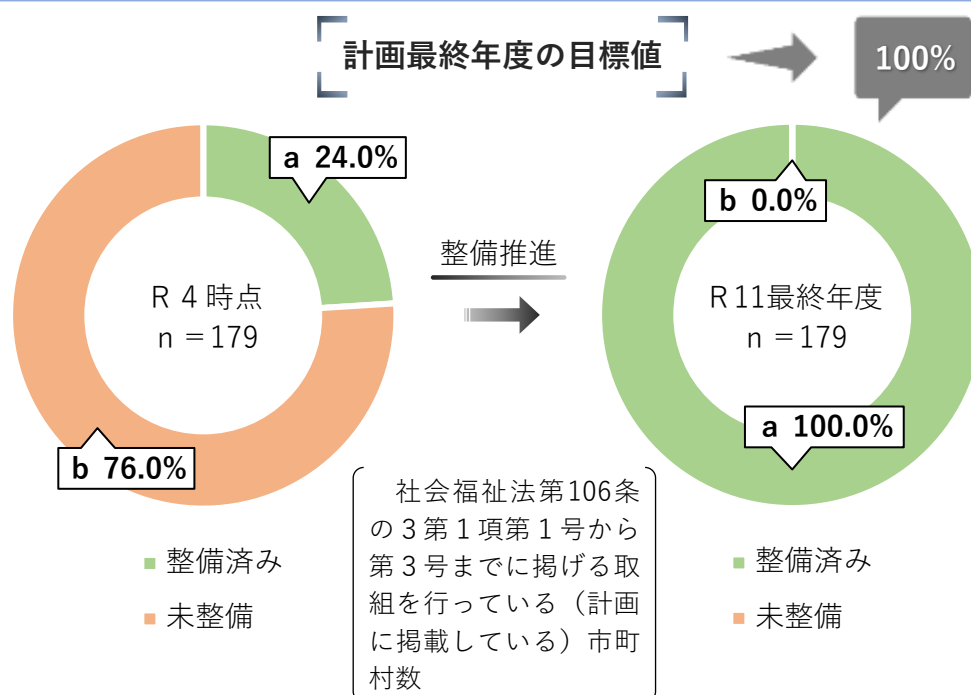 計画最終年度の目標値
100%
a 24.0%
R４時点
n ＝179
b 76.0%
■ 整備済み
■ 未整備
整備推進
b 0.0%
R11最終年度
n ＝179
a 100.0%
■ 整備済み
■ 未整備
社会福祉法第106条
の３第１項第１号から
第３号までに掲げる取
組を行っている（計画
に掲載している）市町
村数